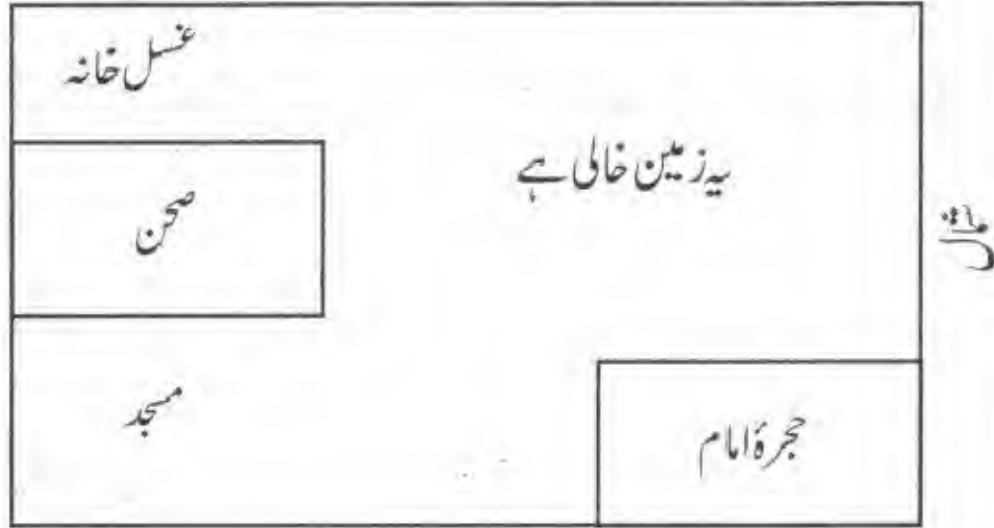 غسل خانہ
یہ زمین خالی ہے
صحن
مسجد
حجرۂ امام